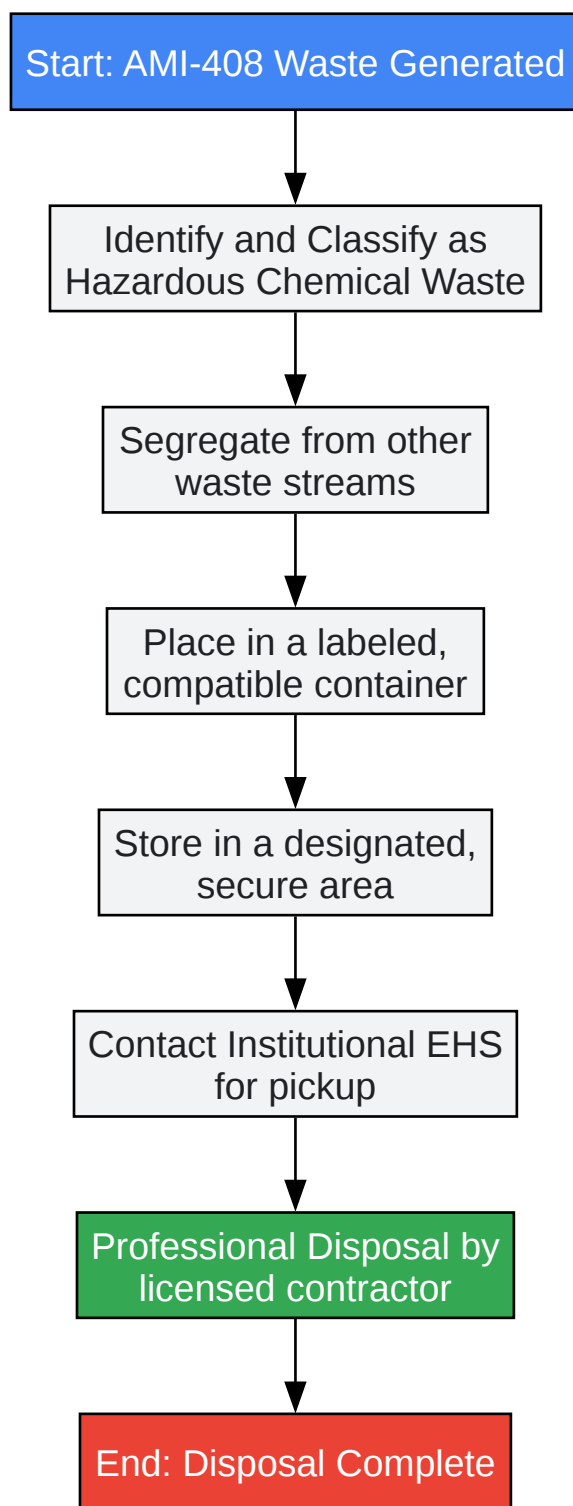 Start: AMI-408 Waste Generated
Identify and Classify as
Hazardous Chemical Waste
Segregate from other
waste streams
Place in a labeled,
compatible container
Store in a designated,
secure area
Contact Institutional EHS
for pickup
Professional Disposal by
licensed contractor
End: Disposal Complete